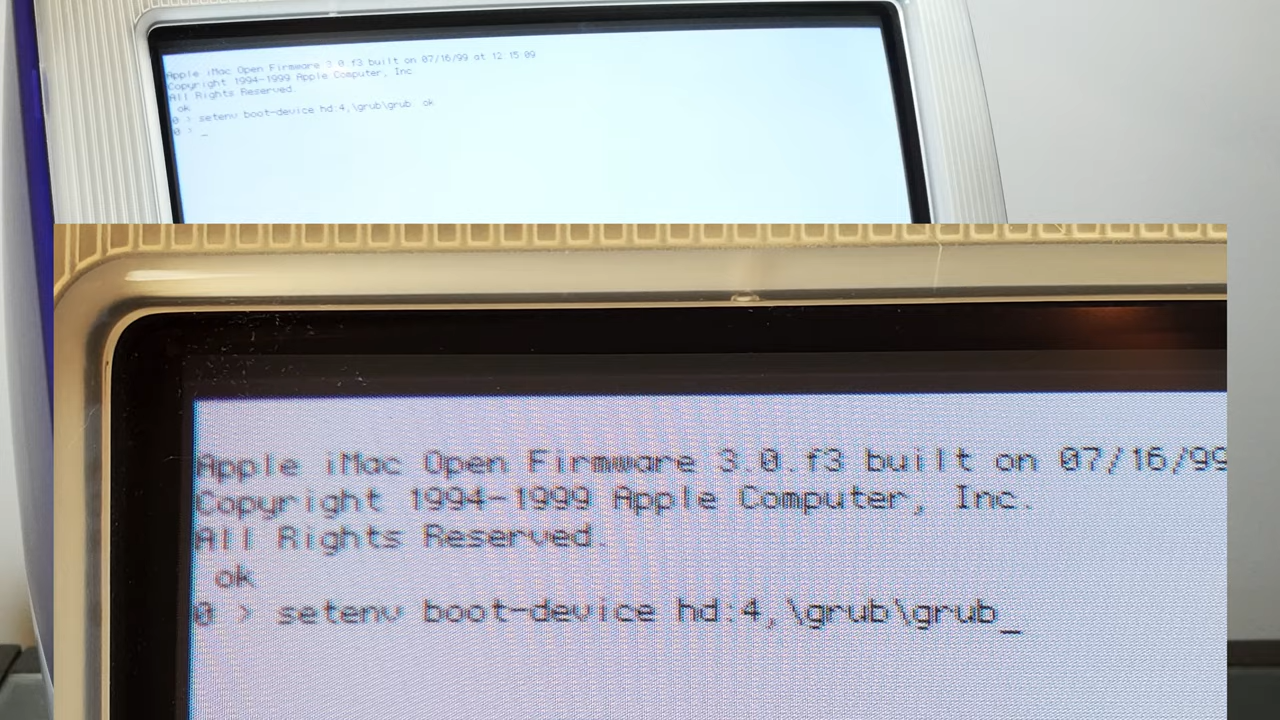 Apple iMac Open Firmware 3.0.f3 built on 07/16/99 at 12:15:09
Copyright 1994-1999 Apple Computer, Inc
All Rights Reserved.
ok
0 > setenv boot-device hd:4,\grub\grub ok
0 > _
Apple iMac Open Firmware 3.0.f3 built on 07/16/99
Copyright 1994-1999 Apple Computer, Inc.
All Rights Reserved.
ok
0 > setenv boot-device hd:4,\grub\grub_